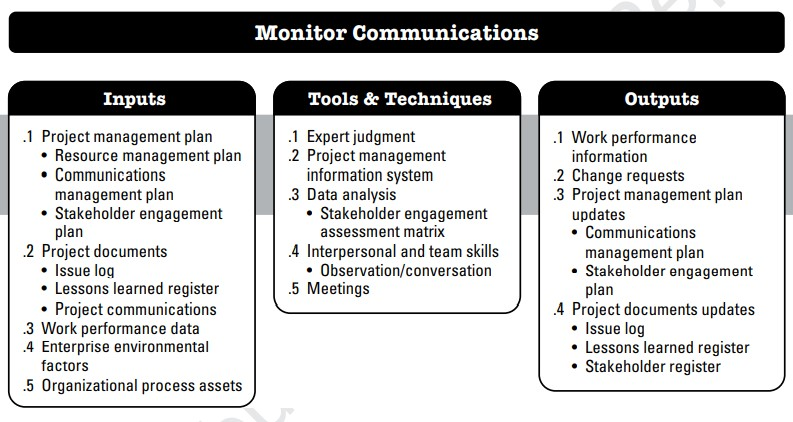 Monitor Communications
Inputs
.1 Project management plan
• Resource management plan
• Communications
management plan
• Stakeholder engagement
plan
.2 Project documents
• Issue log
• Lessons learned register
• Project communications
.3 Work performance data
.4 Enterprise environmental
factors
.5 Organizational process assets
Tools & Techniques
.1 Expert judgment
.2 Project management
information system
.3 Data analysis
• Stakeholder engagement
assessment matrix
.4 Interpersonal and team skills
• Observation/conversation
.5 Meetings
Outputs
.1 Work performance
information
.2 Change requests
.3 Project management plan
updates
• Communications
management plan
• Stakeholder engagement
plan
.4 Project documents updates
• Issue log
• Lessons learned register
• Stakeholder register